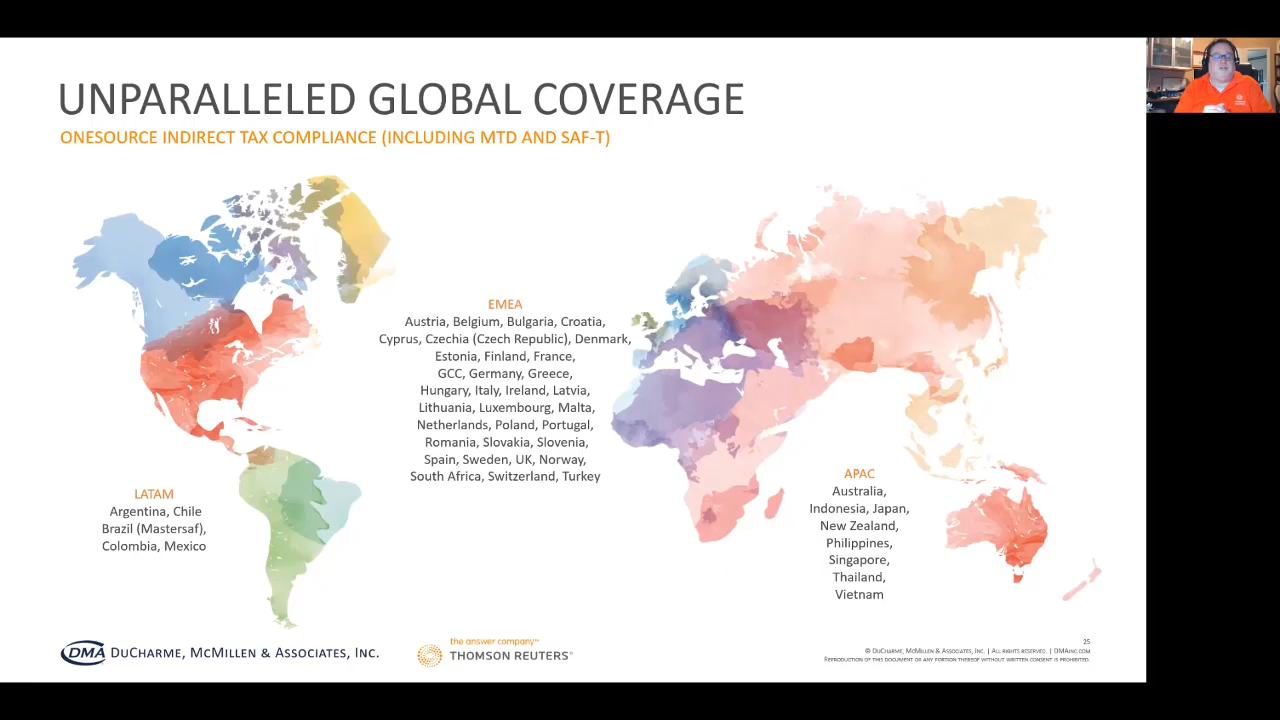 UNPARALLELED GLOBAL COVERAGE
ONESOURCE INDIRECT TAX COMPLIANCE (INCLUDING MTD AND SAF-T)
EMEA
Austria, Belgium, Bulgaria, Croatia,
Cyprus, Czechia (Czech Republic), Denmark,
Estonia, Finland, France,
GCC, Germany, Greece,
Hungary, Italy, Ireland, Latvia,
Lithuania, Luxembourg, Malta,
Netherlands, Poland, Portugal,
Romania, Slovakia, Slovenia,
Spain, Sweden, UK, Norway,
South Africa, Switzerland, Turkey
LATAM
Argentina, Chile
Brazil (Mastersaf),
Colombia, Mexico
APAC
Australia,
Indonesia, Japan,
New Zealand,
Philippines,
Singapore,
Thailand,
Vietnam
DMA DUCHARME, MCMILLEN & ASSOCIATES, INC.
the answer company™
THOMSON REUTERS®
25
© DUCHARME, MCMILLEN & ASSOCIATES, INC. | ALL RIGHTS RESERVED. | DMAINC.COM
REPRODUCTION OF THIS DOCUMENT OR ANY PORTION THEREOF WITHOUT WRITTEN CONSENT IS PROHIBITED.